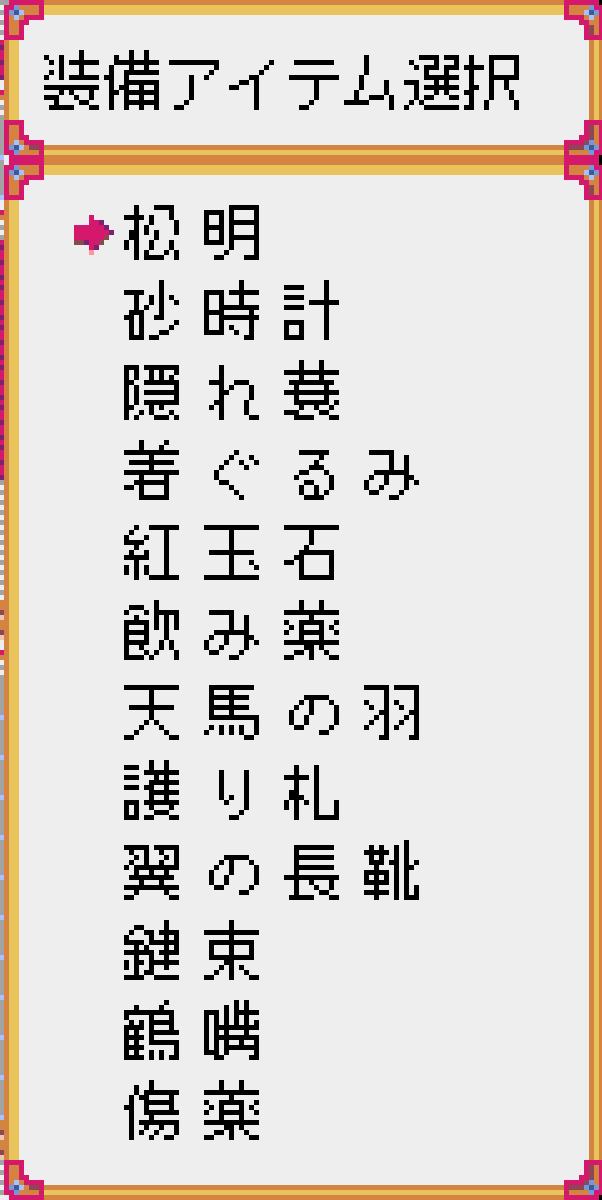 装備アイテム選択
松明
砂時計
隠れ蓑
着ぐるみ
紅玉石
飲み薬
天馬の羽
護り札
翼の長靴
鍵束
鶴嘴
傷薬